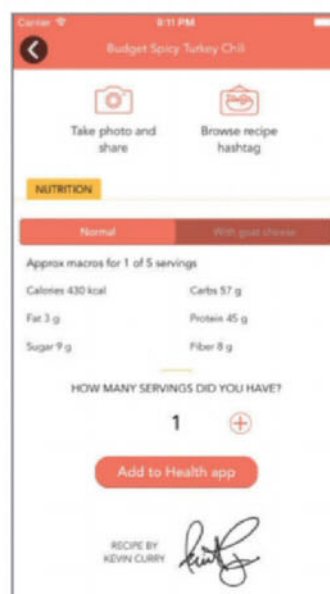 Carrier 8:11 PM
Budget Spicy Turkey Chili
Take photo and share
Browse recipe hashtag
NUTRITION
Normal With goat cheese
Approx macros for 1 of 5 servings
Calories 430 kcal Carbs 57 g
Fat 3 g Protein 45 g
Sugar 9 g Fiber 8 g
HOW MANY SERVINGS DID YOU HAVE?
1
Add to Health app
RECIPE BY
KEVIN CURRY